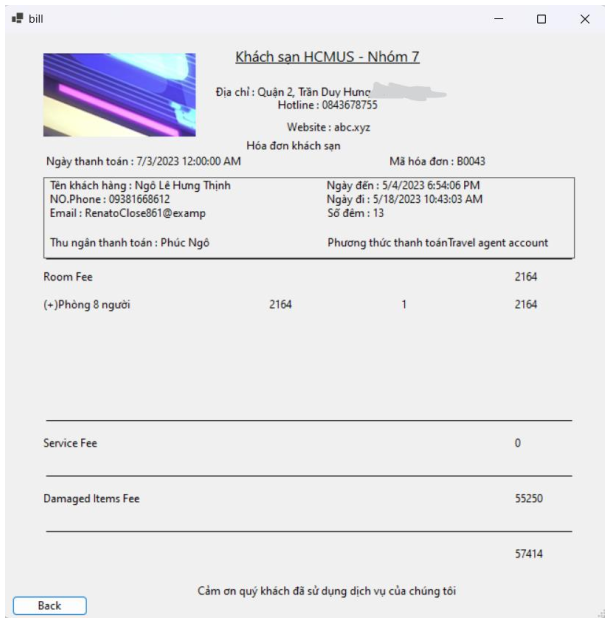 bill
Khách sạn HCMUS - Nhóm 7
Địa chỉ : Quận 2, Trần Duy Hưng
Hotline : 0843678755
Website : abc.xyz
Hóa đơn khách sạn
Ngày thanh toán : 7/3/2023 12:00:00 AM Mã hóa đơn : B0043
Tên khách hàng : Ngô Lê Hưng Thịnh Ngày đến : 5/4/2023 6:54:06 PM
NO.Phone : 09381668612 Ngày đi : 5/18/2023 10:43:03 AM
Email : RenatoClose861@examp Số đêm : 13
Thu ngân thanh toán : Phúc Ngô Phương thức thanh toánTravel agent account
Room Fee 2164
(+)Phòng 8 người 2164 1 2164
Service Fee 0
Damaged Items Fee 55250
57414
Cảm ơn quý khách đã sử dụng dịch vụ của chúng tôi
Back